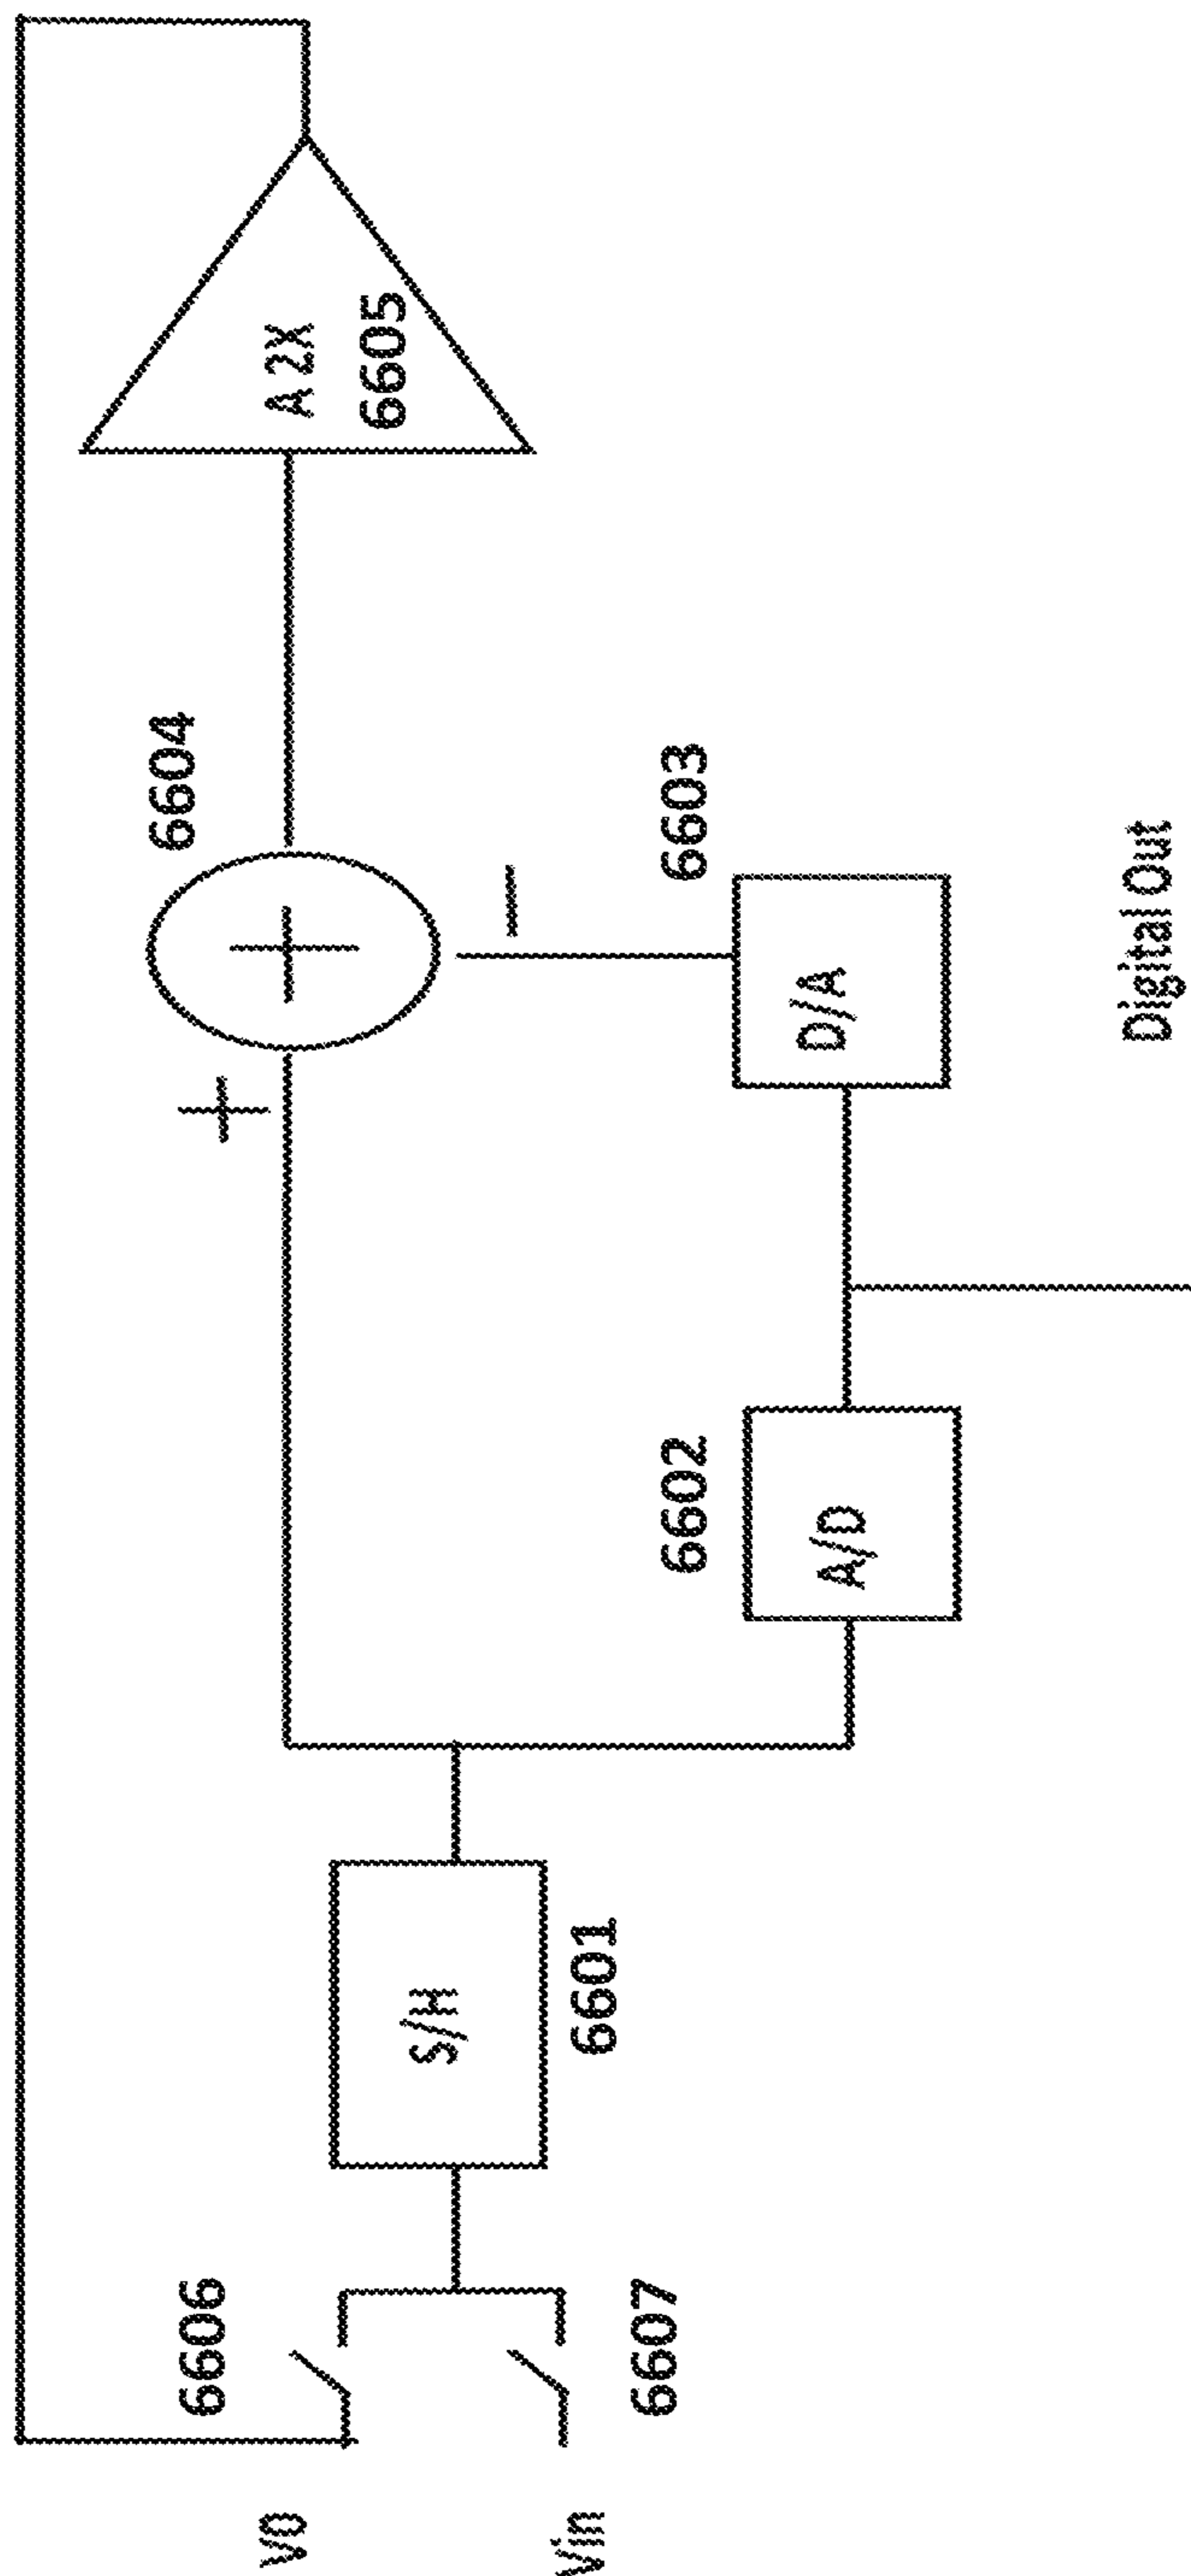 V0
6606
Vin
6607
S/H
6601
+
+
6604
−
A/D
6602
D/A
6603
Digital Out
A 2X
6605